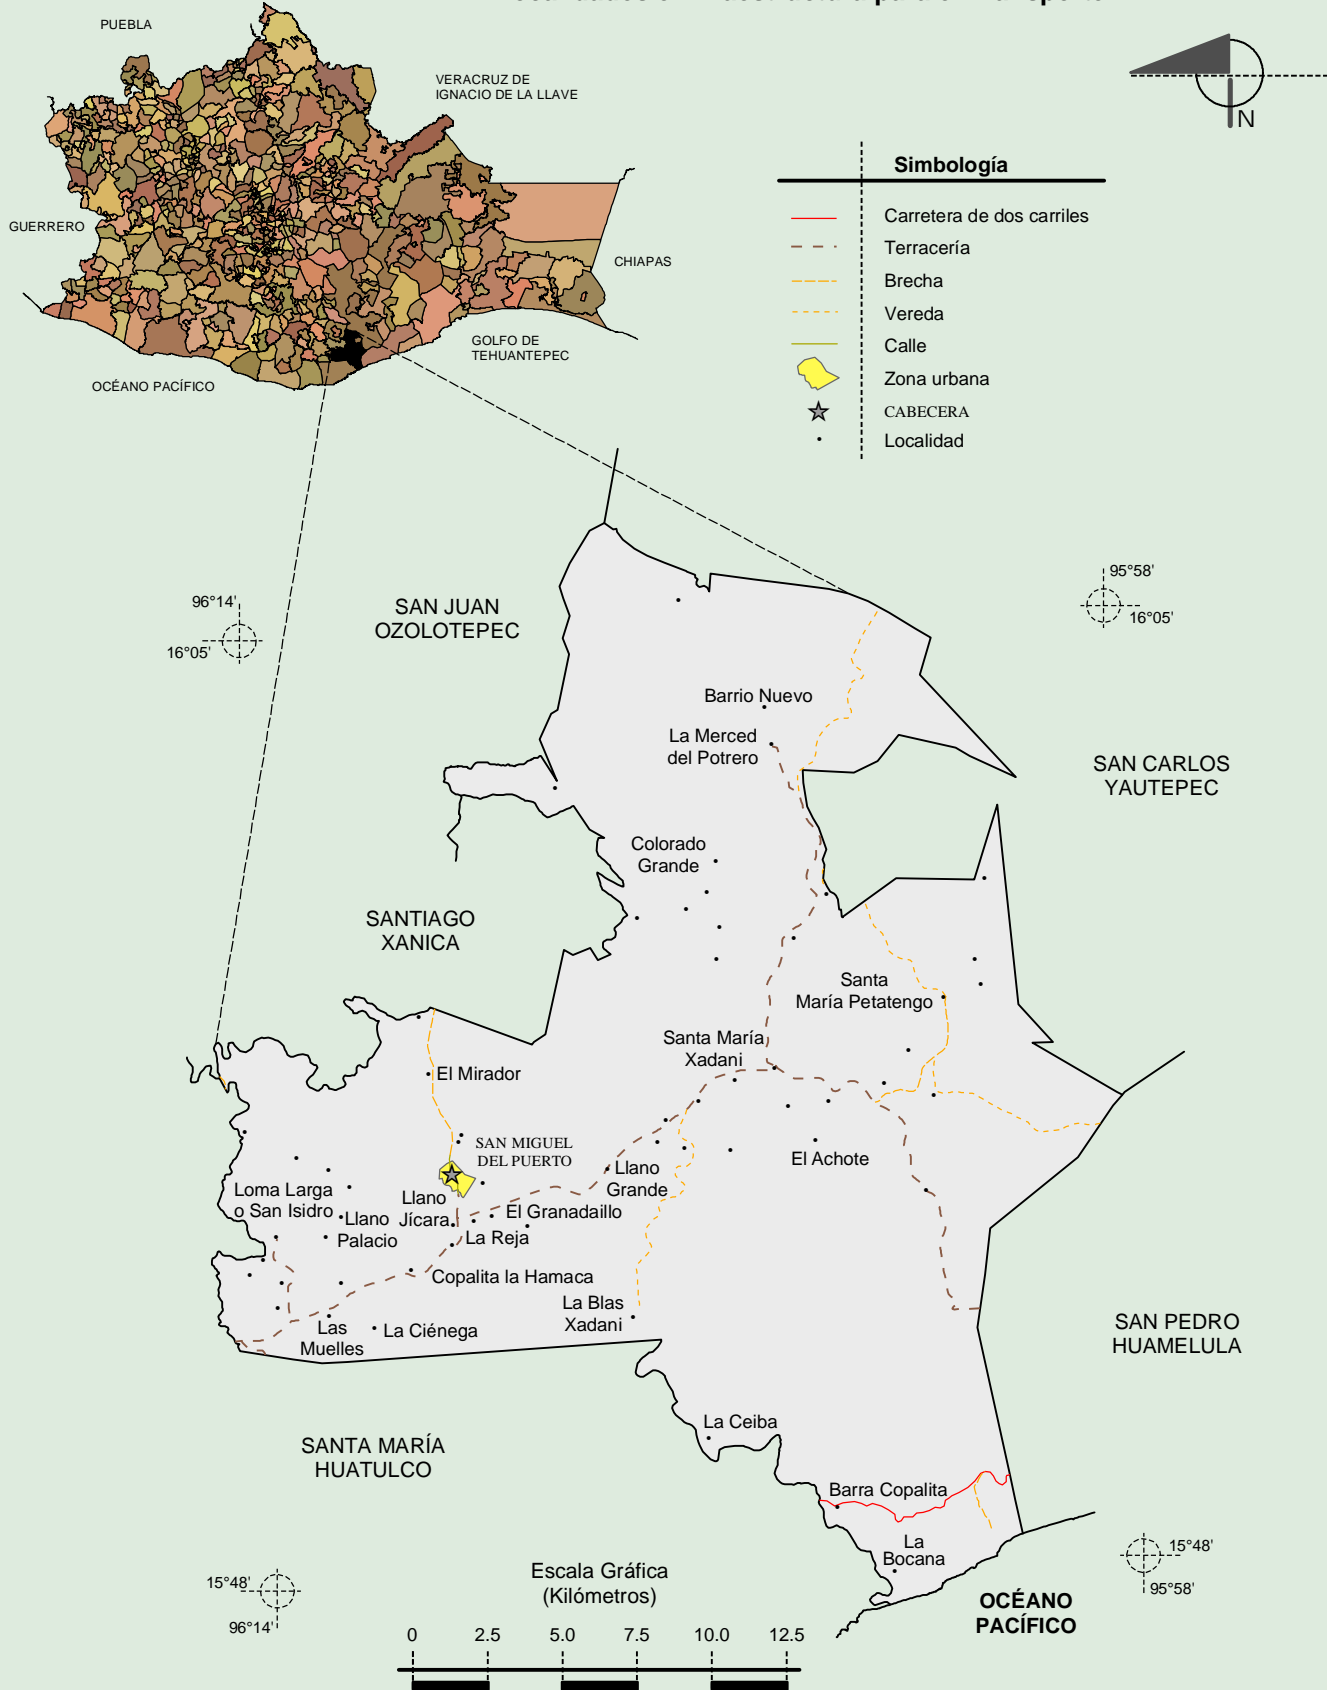 PUEBLA
VERACRUZ DE
IGNACIO DE LA LLAVE
GUERRERO
CHIAPAS
GOLFO DE
TEHUANTEPEC
OCÉANO PACÍFICO
N
Simbología
Carretera de dos carriles
Terracería
Brecha
Vereda
Calle
Zona urbana
CABECERA
Localidad
96°14'
16°05'
95°58'
16°05'
SAN JUAN
OZOLOTEPEC
Barrio Nuevo
La Merced
del Potrero
SAN CARLOS
YAUTEPEC
Colorado
Grande
SANTIAGO
XANICA
Santa
María Petatengo
Santa María
Xadani
El Mirador
SAN MIGUEL
DEL PUERTO
El Achote
Llano
Grande
Loma Larga
o San Isidro
Llano
Jícara
El Granadaillo
Llano
Palacio
La Reja
Copalita la Hamaca
La Blas
Xadani
Las
Muelles
La Ciénega
SAN PEDRO
HUAMELULA
La Ceiba
SANTA MARÍA
HUATULCO
Barra Copalita
La
Bocana
15°48'
96°14'
15°48'
95°58'
OCÉANO
PACÍFICO
Escala Gráfica
(Kilómetros)
0 2.5 5.0 7.5 10.0 12.5